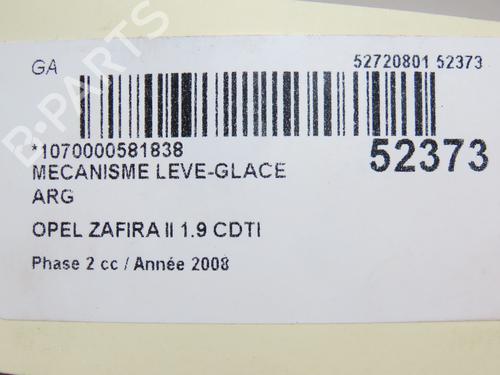 GA
52720801 52373
*1070000581838
52373
MECANISME LEVE-GLACE
ARG
OPEL ZAFIRA II 1.9 CDTI
Phase 2 cc / Année 2008
B-PARTS